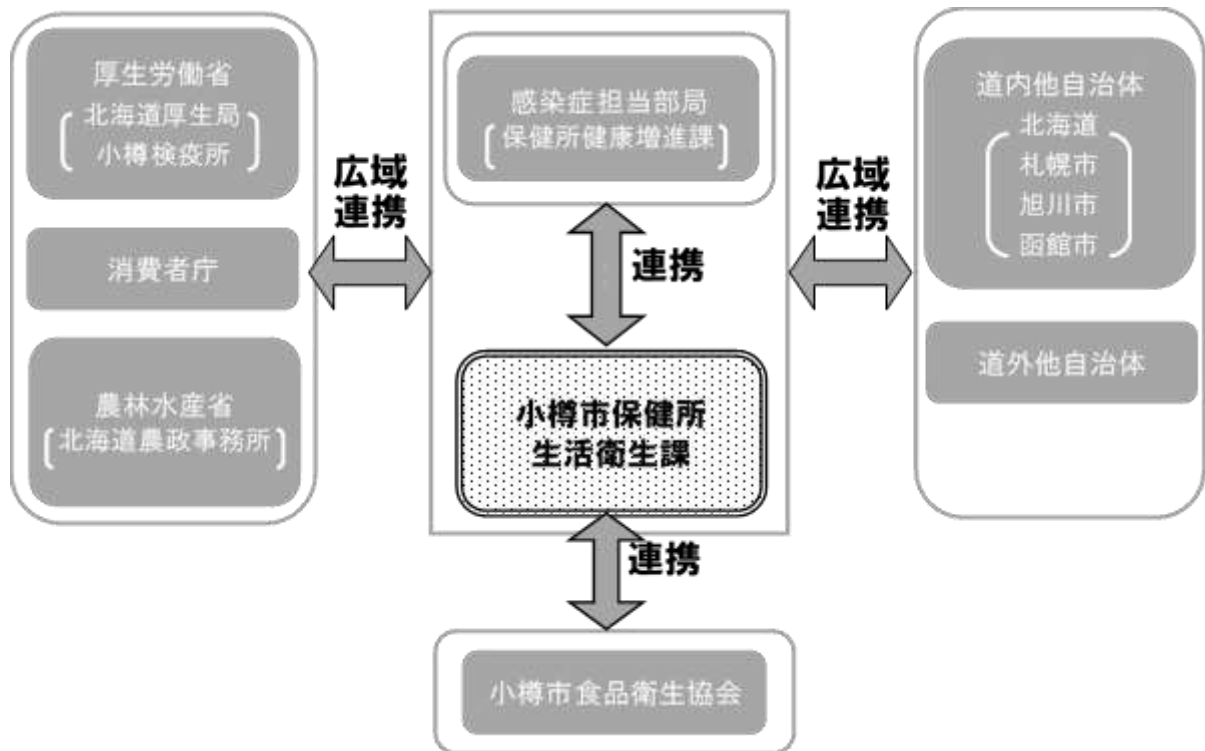 厚生労働省
北海道厚生局
小樽検疫所
消費者庁
農林水産省
北海道農政事務所
広域
連携
感染症担当部局
保健所健康増進課
連携
小樽市保健所
生活衛生課
連携
小樽市食品衛生協会
広域
連携
道内他自治体
北海道
札幌市
旭川市
函館市
道外他自治体